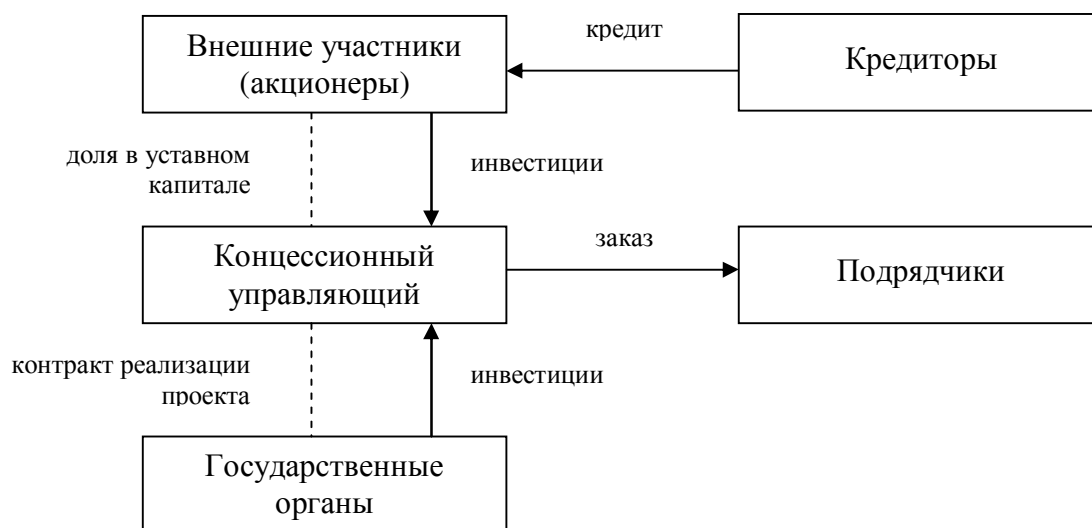 Внешние участники
(акционеры)
кредит
Кредиторы
доля в уставном
капитале
инвестиции
Концессионный
управляющий
заказ
Подрядчики
контракт реализации
проекта
инвестиции
Государственные
органы